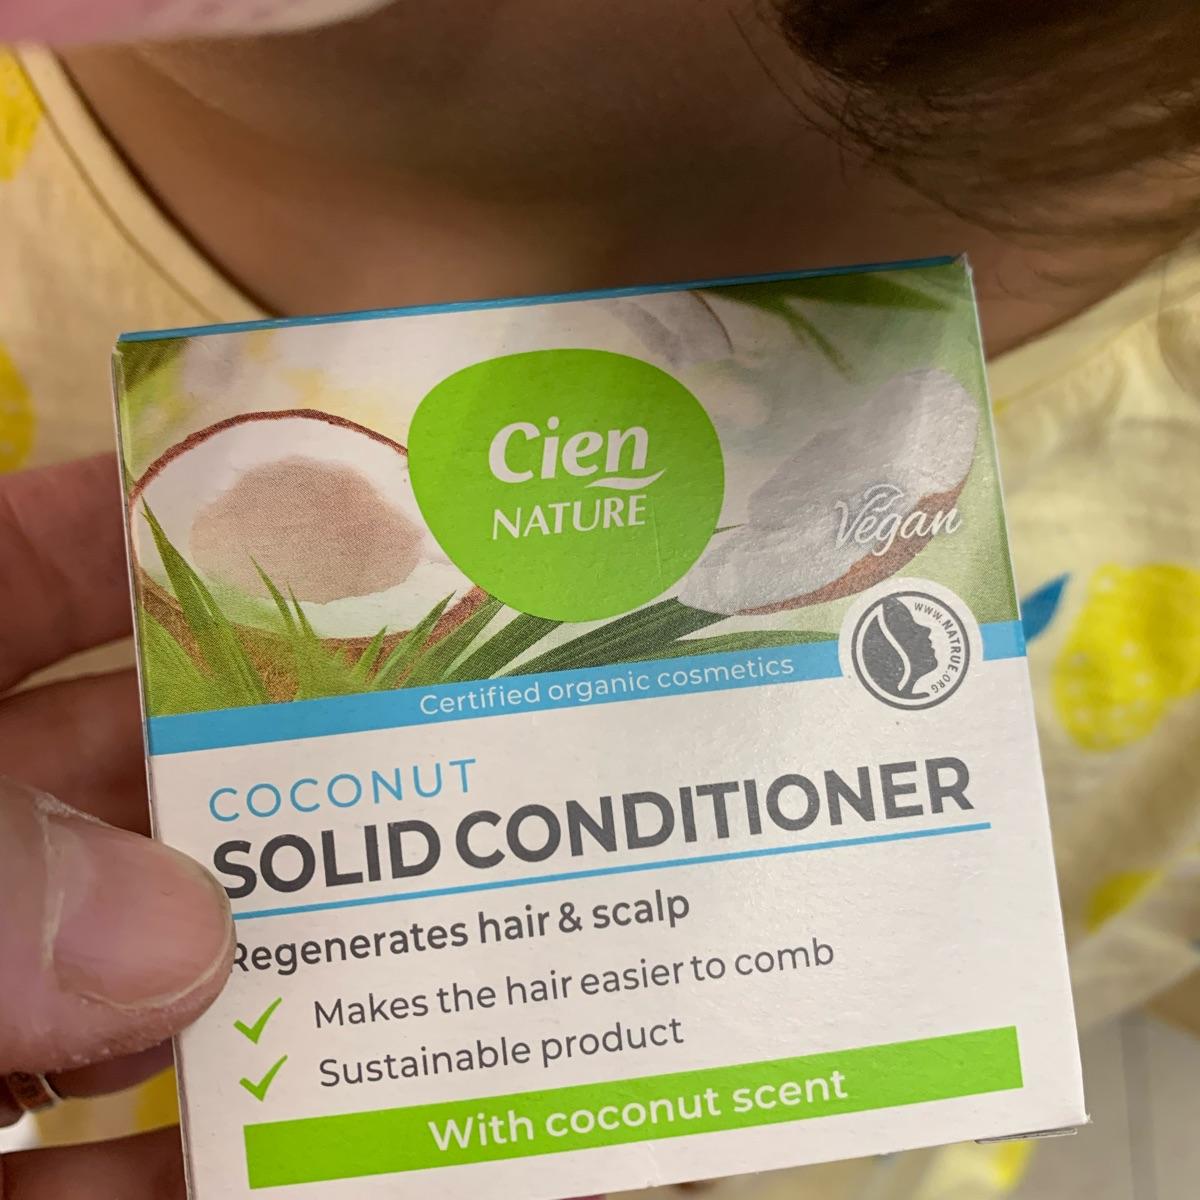 Cien
NATURE
Vegan
WWW.NATRUE.ORG
Certified organic cosmetics
COCONUT
SOLID CONDITIONER
Regenerates hair & scalp
Makes the hair easier to comb
Sustainable product
With coconut scent